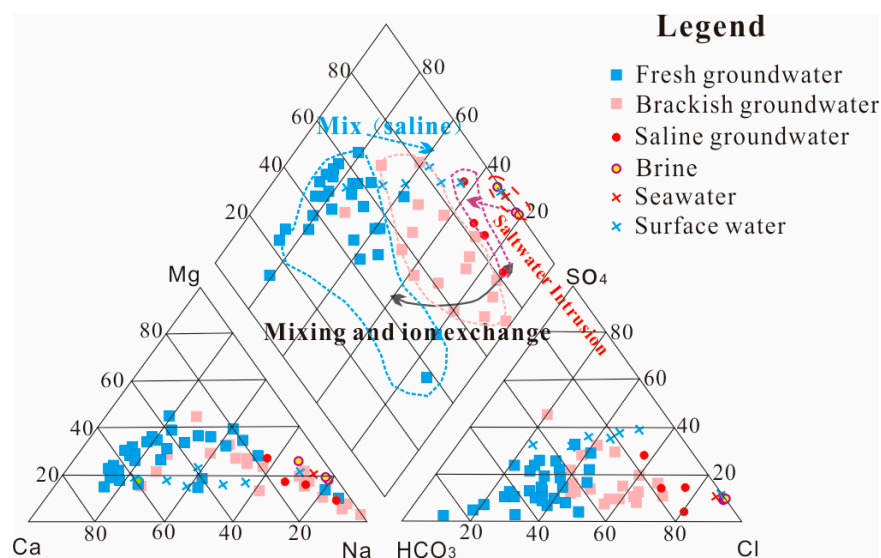 Legend
Fresh groundwater
Brackish groundwater
Saline groundwater
Brine
Seawater
Surface water
80 80
60 60
Mix (saline)
40 40
20 20
Saltwater Intrusion
Mg SO4
Mixing and ion exchange
80 80
60 60
40 40
20 20
80 60 40 20 20 40 60 80
Ca Na HCO3 Cl